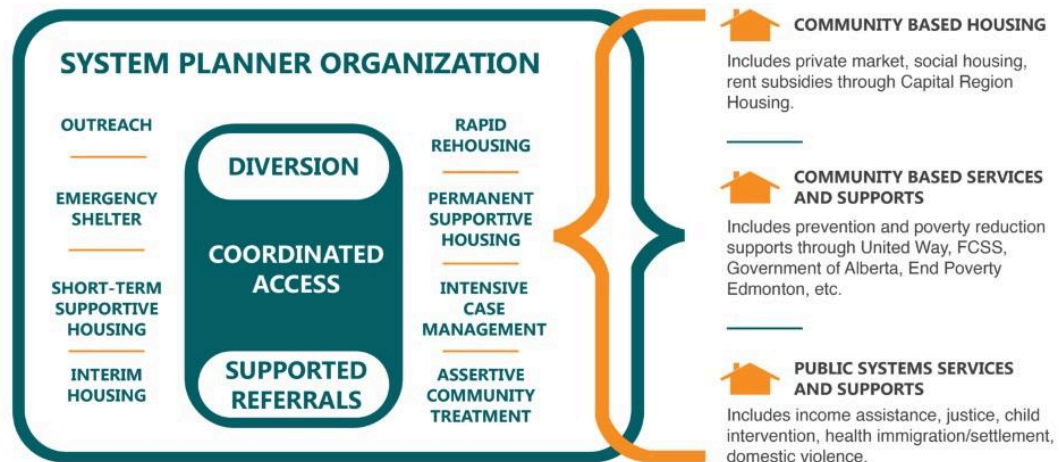 SYSTEM PLANNER ORGANIZATION
OUTREACH
EMERGENCY
SHELTER
SHORT-TERM
SUPPORTIVE
HOUSING
INTERIM
HOUSING
DIVERSION
COORDINATED
ACCESS
SUPPORTED
REFERRALS
RAPID
REHOUSING
PERMANENT
SUPPORTIVE
HOUSING
INTENSIVE
CASE
MANAGEMENT
ASSERTIVE
COMMUNITY
TREATMENT
COMMUNITY BASED HOUSING
Includes private market, social housing,
rent subsidies through Capital Region
Housing.
COMMUNITY BASED SERVICES
AND SUPPORTS
Includes prevention and poverty reduction
supports through United Way, FCSS,
Government of Alberta, End Poverty
Edmonton, etc.
PUBLIC SYSTEMS SERVICES
AND SUPPORTS
Includes income assistance, justice, child
intervention, health immigration/settlement,
domestic violence.